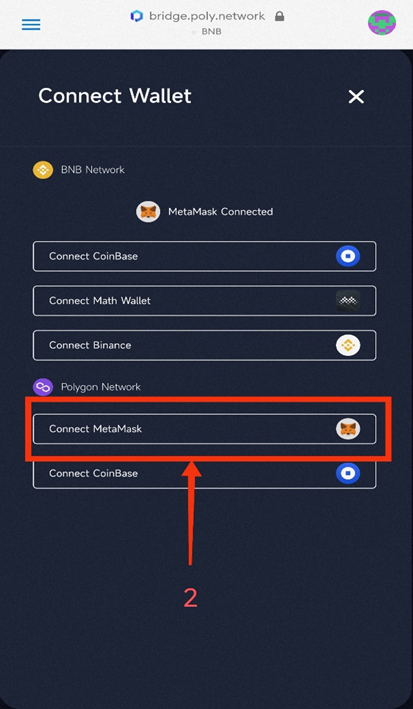 bridge.poly.network
BNB
Connect Wallet
BNB Network
MetaMask Connected
Connect CoinBase
Connect Math Wallet
Connect Binance
Polygon Network
Connect MetaMask
Connect CoinBase
2